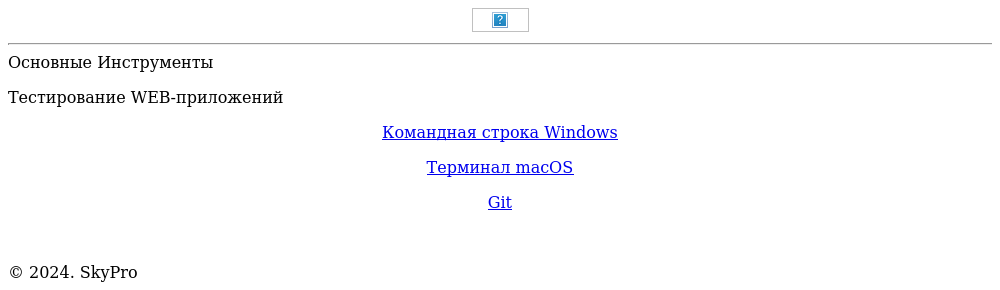 Основные Инструменты
Тестирование WEB-приложений
Командная строка Windows
Терминал macOS
Git
© 2024. SkyPro